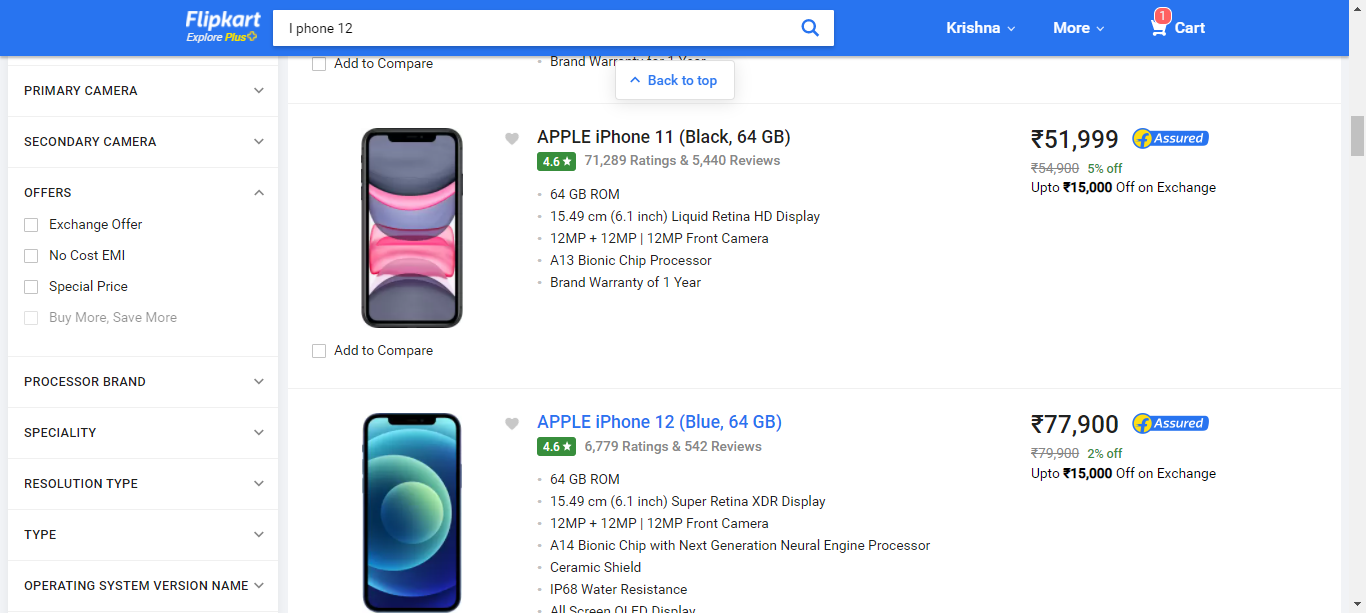 Flipkart
Explore Plus
I phone 12
Krishna
More
1
Cart
Add to Compare
Brand Warranty for 1 Year
Back to top
PRIMARY CAMERA
SECONDARY CAMERA
OFFERS
Exchange Offer
No Cost EMI
Special Price
Buy More, Save More
PROCESSOR BRAND
SPECIALITY
RESOLUTION TYPE
TYPE
OPERATING SYSTEM VERSION NAME
APPLE iPhone 11 (Black, 64 GB)
4.6★ 71,289 Ratings & 5,440 Reviews
64 GB ROM
15.49 cm (6.1 inch) Liquid Retina HD Display
12MP + 12MP | 12MP Front Camera
A13 Bionic Chip Processor
Brand Warranty of 1 Year
₹51,999 Assured
₹54,900 5% off
Upto ₹15,000 Off on Exchange
Add to Compare
APPLE iPhone 12 (Blue, 64 GB)
4.6★ 6,779 Ratings & 542 Reviews
64 GB ROM
15.49 cm (6.1 inch) Super Retina XDR Display
12MP + 12MP | 12MP Front Camera
A14 Bionic Chip with Next Generation Neural Engine Processor
Ceramic Shield
IP68 Water Resistance
All Screen OLED Display
₹77,900 Assured
₹79,900 2% off
Upto ₹15,000 Off on Exchange